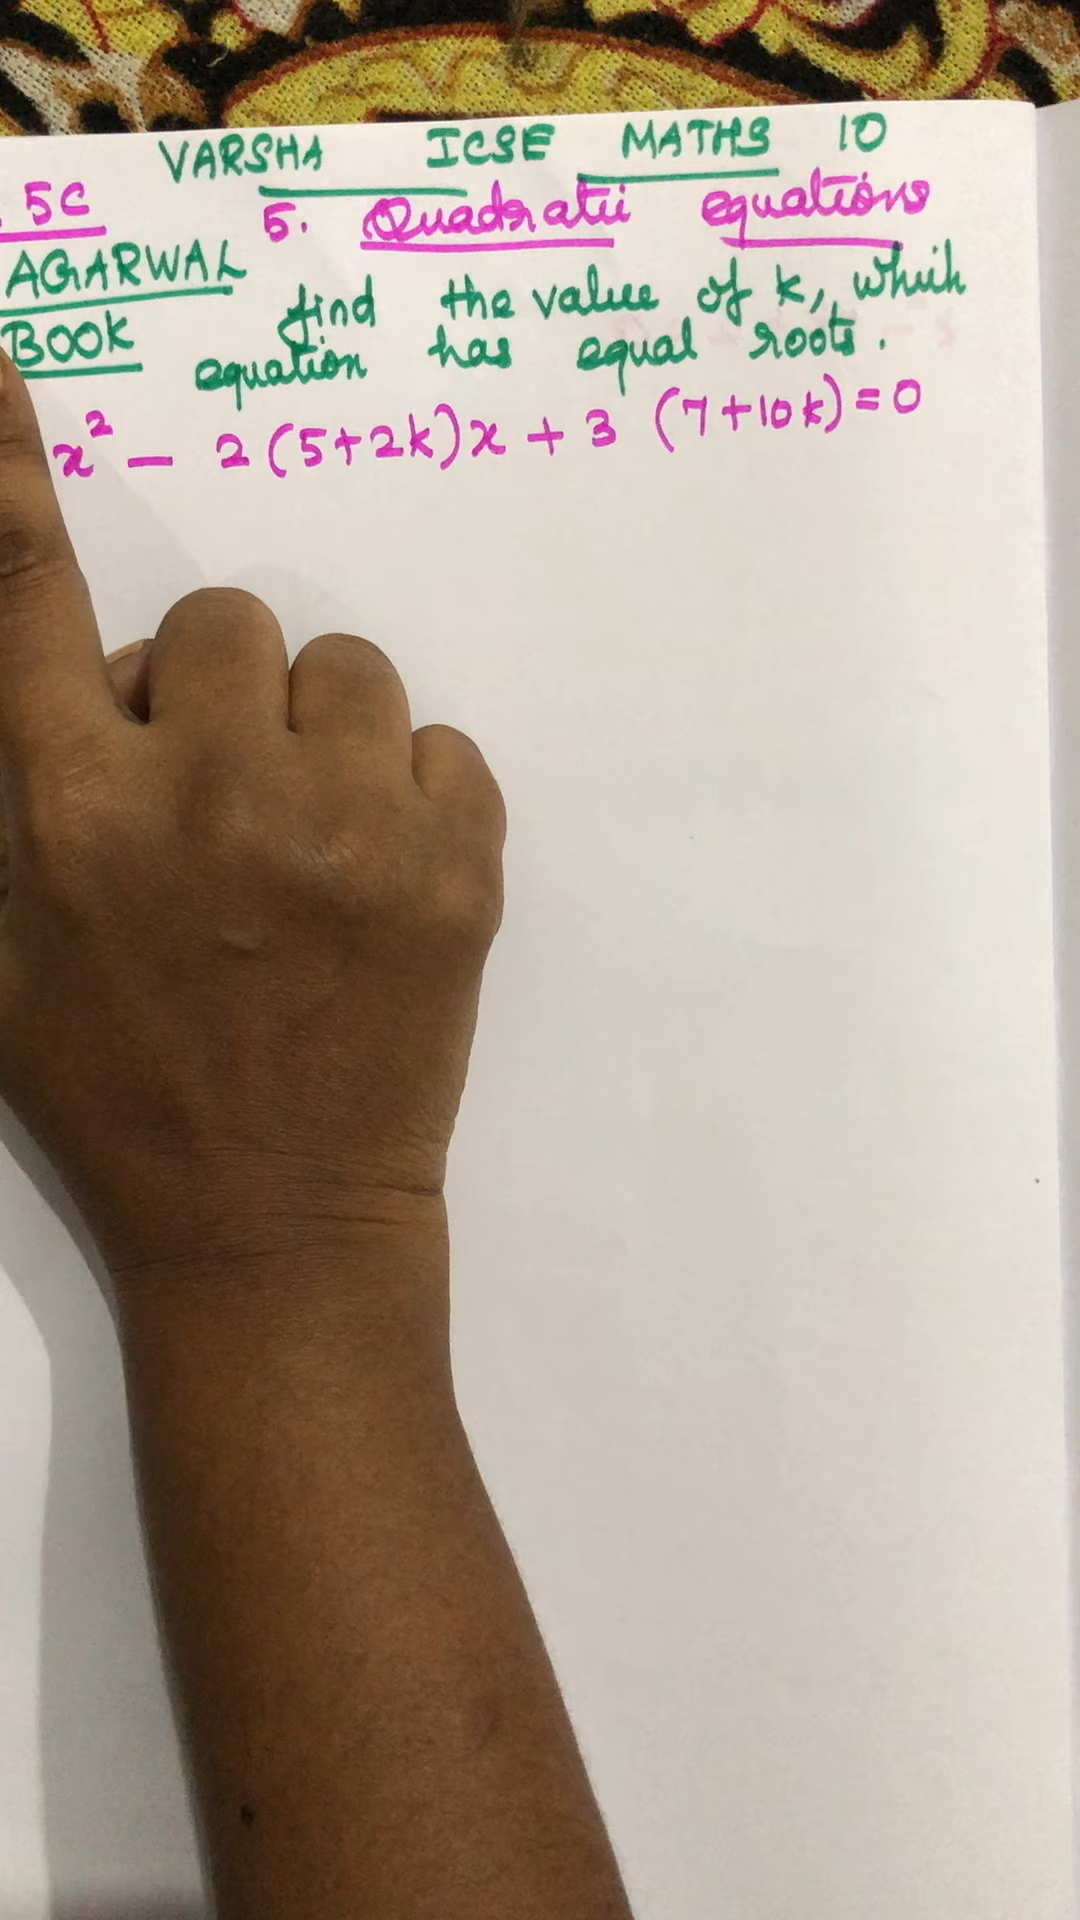 VARSHA ICSE MATHS 10
5C 5. Quadratii equations
AGARWAL
BOOK
find the value of k, which
equation has equal roots.
x² - 2(5+2k)x + 3 (7+10k)=0